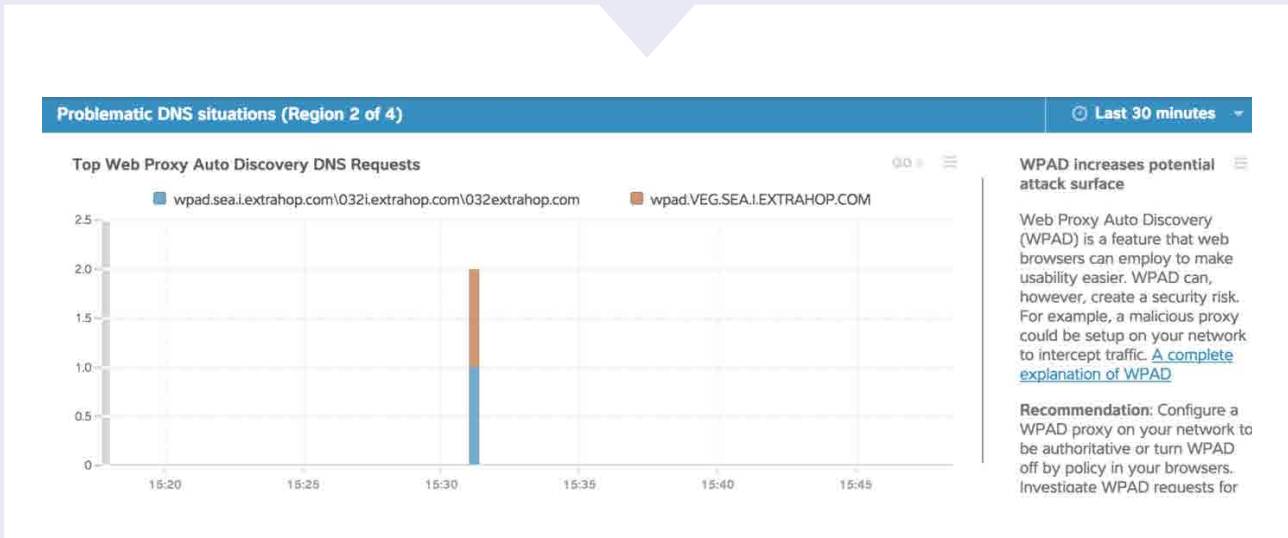 Problematic DNS situations (Region 2 of 4)
Last 30 minutes
Top Web Proxy Auto Discovery DNS Requests
wpad.sea.i.extrahop.com\032i.extrahop.com\032extrahop.com
wpad.VEG.SEA.I.EXTRAHOP.COM
2.5
2.0
1.5
1.0
0.5
0
15:20
15:25
15:30
15:35
15:40
15:45
WPAD increases potential
attack surface
Web Proxy Auto Discovery
(WPAD) is a feature that web
browsers can employ to make
usability easier. WPAD can,
however, create a security risk.
For example, a malicious proxy
could be setup on your network
to intercept traffic. A complete
explanation of WPAD
Recommendation: Configure a
WPAD proxy on your network to
be authoritative or turn WPAD
off by policy in your browsers.
Investigate WPAD requests for